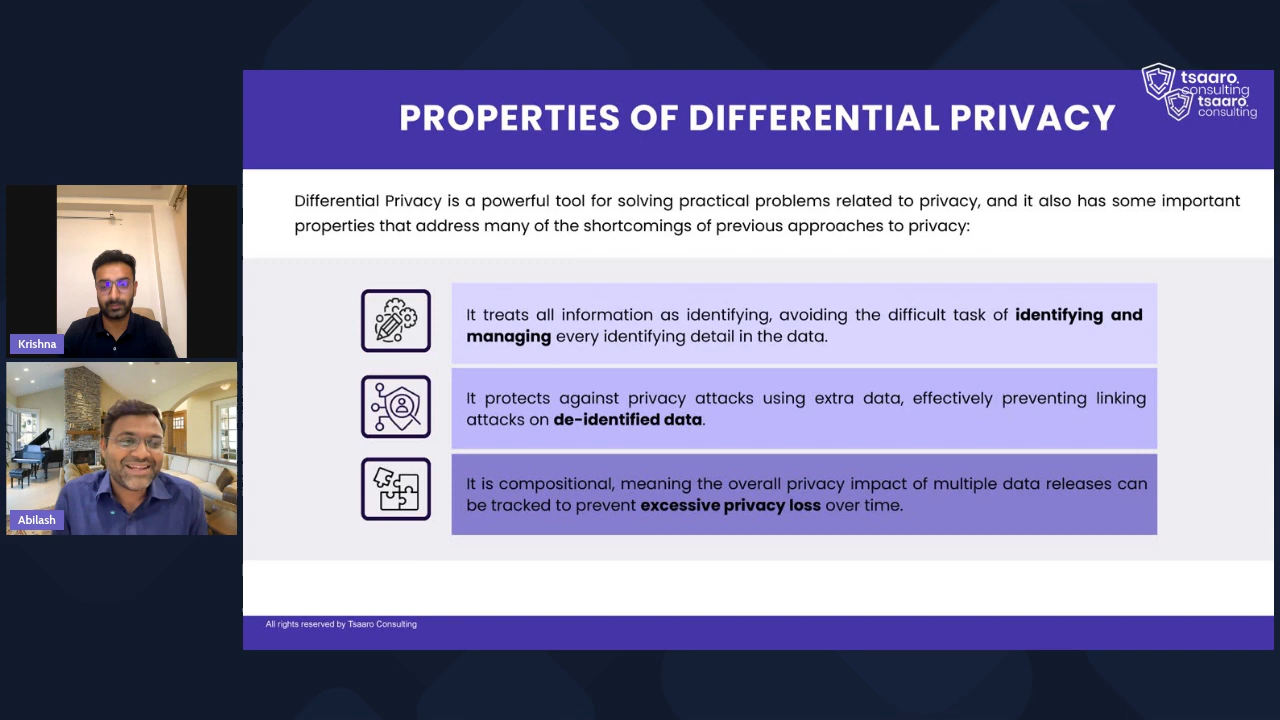 PROPERTIES OF DIFFERENTIAL PRIVACY
tsaaro.
consulting
tsaaro.
consulting
Differential Privacy is a powerful tool for solving practical problems related to privacy, and it also has some important
properties that address many of the shortcomings of previous approaches to privacy:
It treats all information as identifying, avoiding the difficult task of identifying and
managing every identifying detail in the data.
It protects against privacy attacks using extra data, effectively preventing linking
attacks on de-identified data.
It is compositional, meaning the overall privacy impact of multiple data releases can
be tracked to prevent excessive privacy loss over time.
All rights reserved by Tsaaro Consulting
Krishna
Abilash